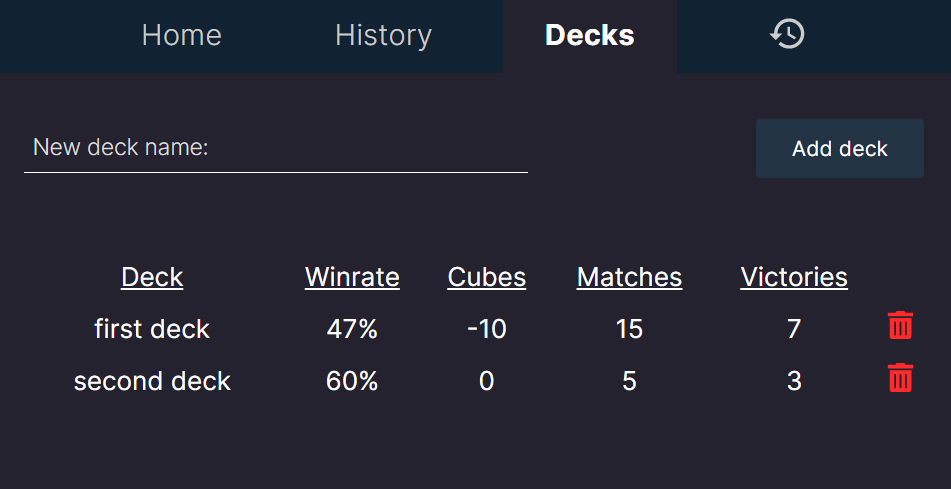 Home History Decks
New deck name: Add deck
Deck Winrate Cubes Matches Victories
first deck 47% -10 15 7
second deck 60% 0 5 3